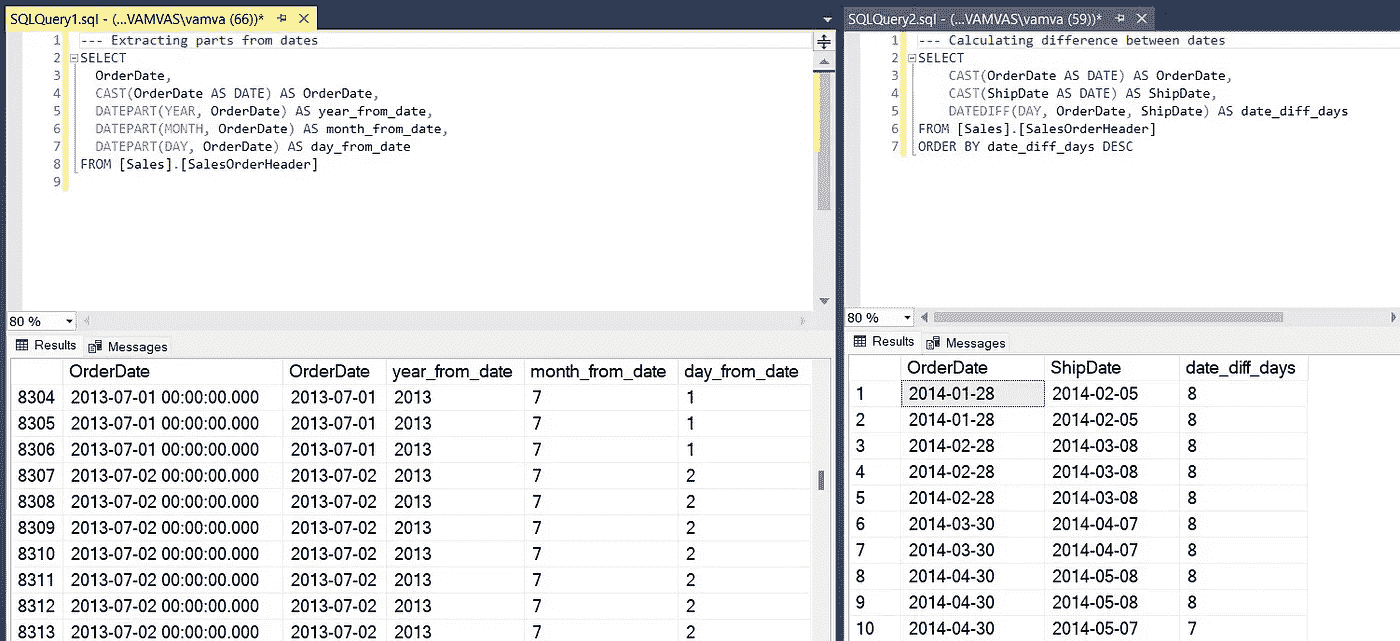 SQLQuery1.sql - (...VAMVAS\vamva (66))*
1 --- Extracting parts from dates
2 SELECT
3 OrderDate,
4 CAST(OrderDate AS DATE) AS OrderDate,
5 DATEPART(YEAR, OrderDate) AS year_from_date,
6 DATEPART(MONTH, OrderDate) AS month_from_date,
7 DATEPART(DAY, OrderDate) AS day_from_date
8 FROM [Sales].[SalesOrderHeader]
9
80 %
Results Messages
OrderDate OrderDate year_from_date month_from_date day_from_date
8304 2013-07-01 00:00:00.000 2013-07-01 2013 7 1
8305 2013-07-01 00:00:00.000 2013-07-01 2013 7 1
8306 2013-07-01 00:00:00.000 2013-07-01 2013 7 1
8307 2013-07-02 00:00:00.000 2013-07-02 2013 7 2
8308 2013-07-02 00:00:00.000 2013-07-02 2013 7 2
8309 2013-07-02 00:00:00.000 2013-07-02 2013 7 2
8310 2013-07-02 00:00:00.000 2013-07-02 2013 7 2
8311 2013-07-02 00:00:00.000 2013-07-02 2013 7 2
8312 2013-07-02 00:00:00.000 2013-07-02 2013 7 2
8313 2013-07-02 00:00:00.000 2013-07-02 2013 7 2
SQLQuery2.sql - (...VAMVAS\vamva (59))*
1 --- Calculating difference between dates
2 SELECT
3 CAST(OrderDate AS DATE) AS OrderDate,
4 CAST(ShipDate AS DATE) AS ShipDate,
5 DATEDIFF(DAY, OrderDate, ShipDate) AS date_diff_days
6 FROM [Sales].[SalesOrderHeader]
7 ORDER BY date_diff_days DESC
80 %
Results Messages
OrderDate ShipDate date_diff_days
1 2014-01-28 2014-02-05 8
2 2014-01-28 2014-02-05 8
3 2014-02-28 2014-03-08 8
4 2014-02-28 2014-03-08 8
5 2014-02-28 2014-03-08 8
6 2014-03-30 2014-04-07 8
7 2014-03-30 2014-04-07 8
8 2014-04-30 2014-05-08 8
9 2014-04-30 2014-05-08 8
10 2014-04-30 2014-05-07 7